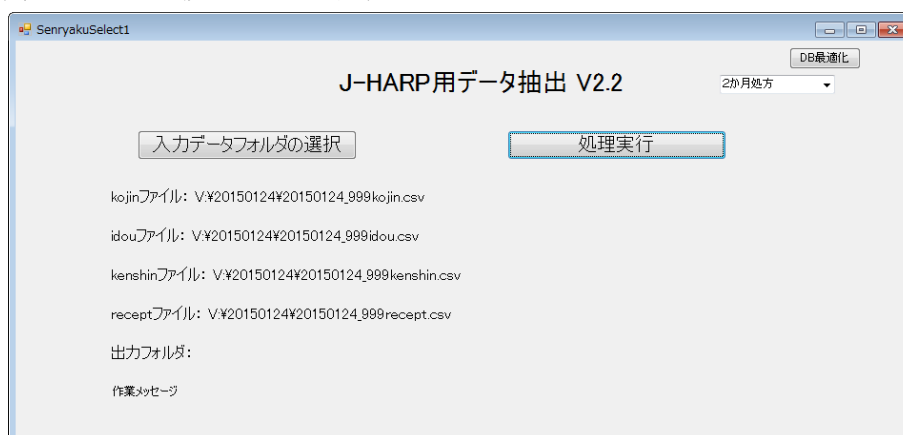 SenryakuSelect1
DB最適化
J-HARP用データ抽出 V2.2
2か月処方
入力データフォルダの選択
処理実行
kojinファイル: V:¥20150124¥20150124_999kojin.csv
idouファイル: V:¥20150124¥20150124_999idou.csv
kenshinファイル: V:¥20150124¥20150124_999kenshin.csv
receptファイル: V:¥20150124¥20150124_999recept.csv
出力フォルダ:
作業メッセージ